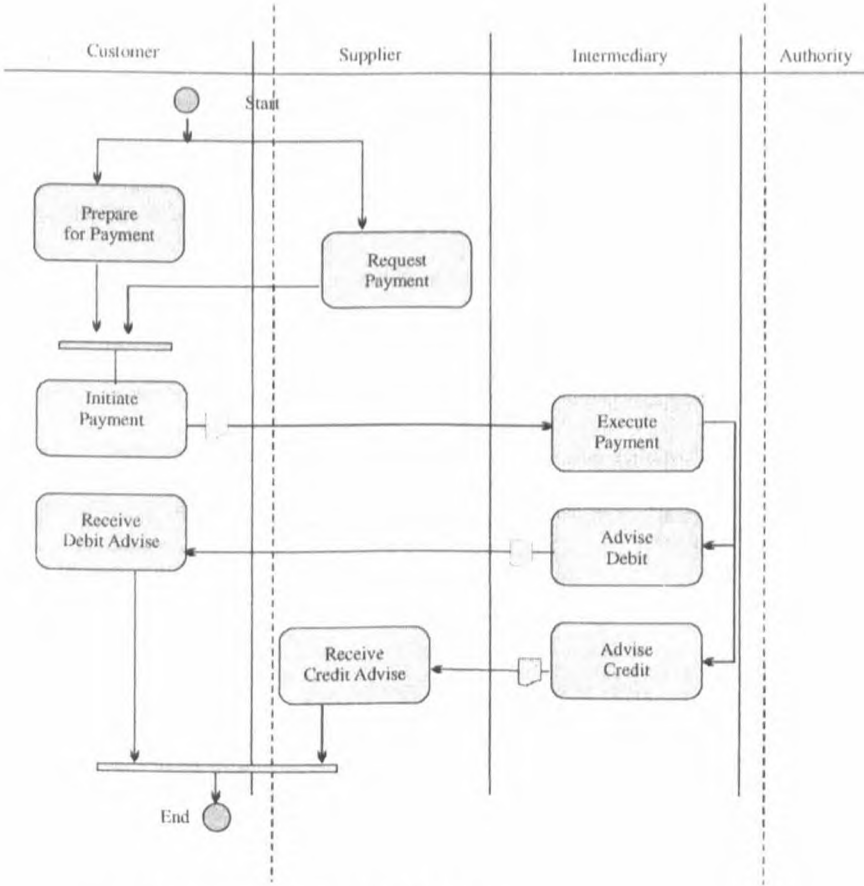 Customer
Supplier
Intermediary
Authority
Start
Prepare
for Payment
Request
Payment
Initiate
Payment
Execute
Payment
Receive
Debit Advise
Advise
Debit
Receive
Credit Advise
Advise
Credit
End